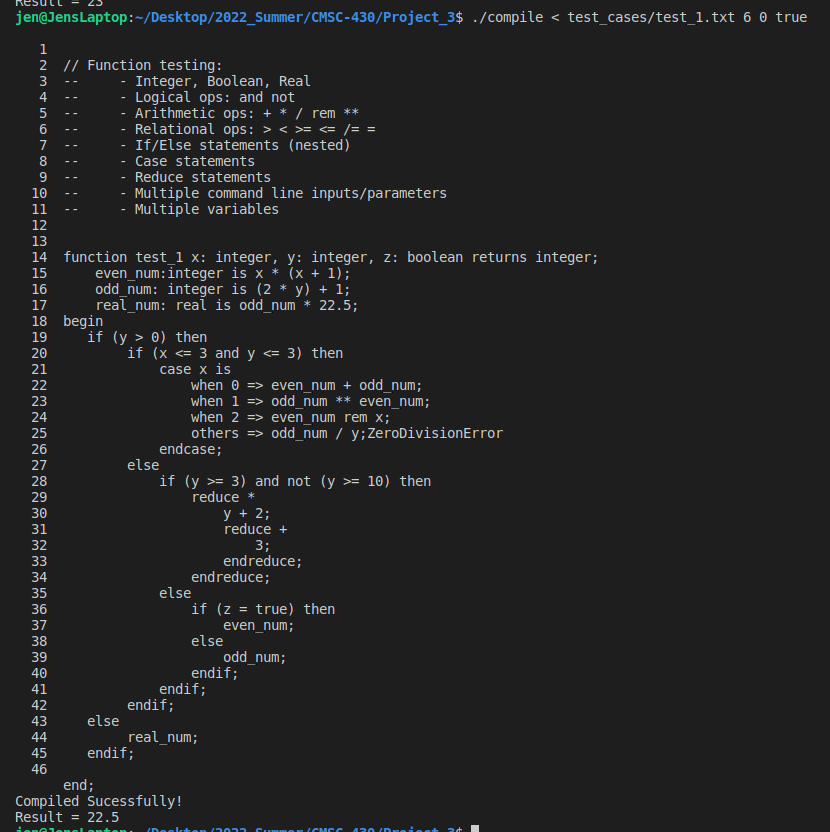 Result = 23
jen@JensLaptop:~/Desktop/2022_Summer/CMSC-430/Project_3$ ./compile < test_cases/test_1.txt 6 0 true
1
2 // Function testing:
3 -- - Integer, Boolean, Real
4 -- - Logical ops: and not
5 -- - Arithmetic ops: + * / rem **
6 -- - Relational ops: > < >= <= /= =
7 -- - If/Else statements (nested)
8 -- - Case statements
9 -- - Reduce statements
10 -- - Multiple command line inputs/parameters
11 -- - Multiple variables
12
13
14 function test_1 x: integer, y: integer, z: boolean returns integer;
15 even_num:integer is x * (x + 1);
16 odd_num: integer is (2 * y) + 1;
17 real_num: real is odd_num * 22.5;
18 begin
19 if (y > 0) then
20 if (x <= 3 and y <= 3) then
21 case x is
22 when 0 => even_num + odd_num;
23 when 1 => odd_num ** even_num;
24 when 2 => even_num rem x;
25 others => odd_num / y;ZeroDivisionError
26 endcase;
27 else
28 if (y >= 3) and not (y >= 10) then
29 reduce *
30 y + 2;
31 reduce +
32 3;
33 endreduce;
34 endreduce;
35 else
36 if (z = true) then
37 even_num;
38 else
39 odd_num;
40 endif;
41 endif;
42 endif;
43 else
44 real_num;
45 endif;
46
end;
Compiled Sucessfully!
Result = 22.5
jen@JensLaptop:~/Desktop/2022_Summer/CMSC-430/Project_3$